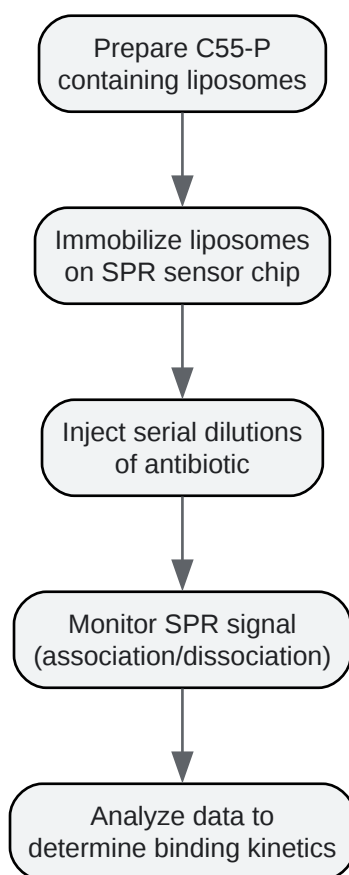 Prepare C55-P
containing liposomes
Immobilize liposomes
on SPR sensor chip
Inject serial dilutions
of antibiotic
Monitor SPR signal
(association/dissociation)
Analyze data to
determine binding kinetics